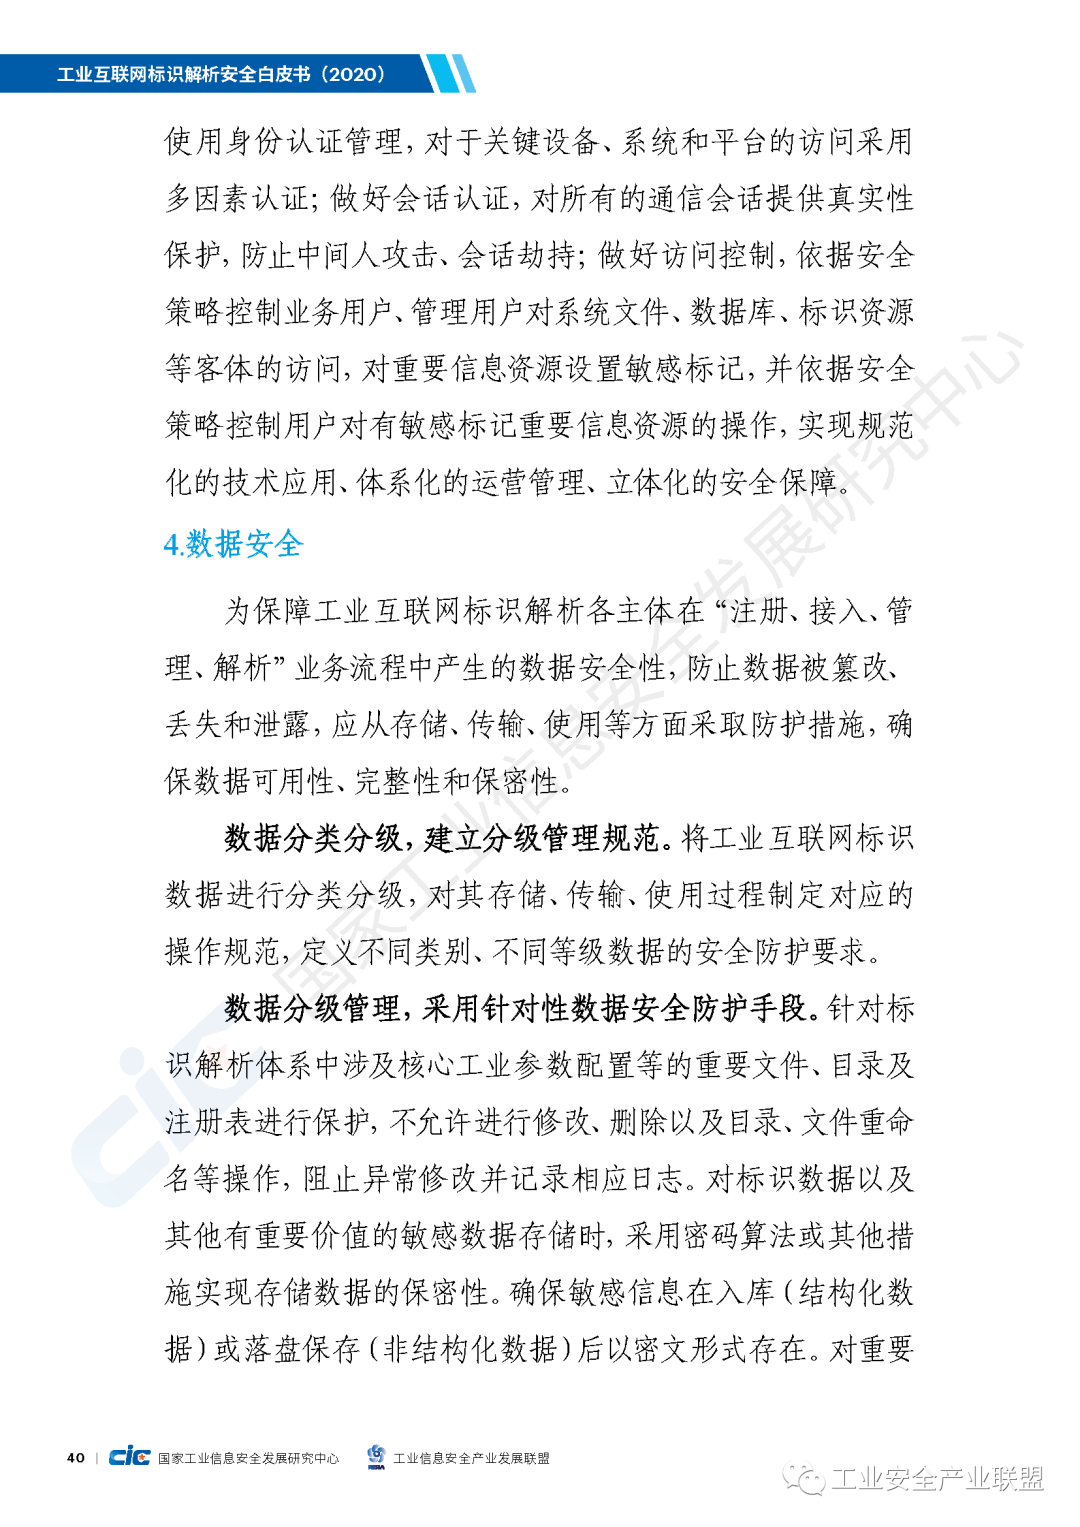 工业互联网标识解析安全白皮书（2020）
使用身份认证管理，对于关键设备、系统和平台的访问采用
多因素认证；做好会话认证，对所有的通信会话提供真实性
保护，防止中间人攻击、会话劫持；做好访问控制，依据安全
策略控制业务用户、管理用户对系统文件、数据库、标识资源
等客体的访问，对重要信息资源设置敏感标记，并依据安全
策略控制用户对有敏感标记重要信息资源的操作，实现规范
化的技术应用、体系化的运营管理、立体化的安全保障。
4.数据安全
为保障工业互联网标识解析各主体在“注册、接入、管
理、解析”业务流程中产生的数据安全性，防止数据被篡改、
丢失和泄露，应从存储、传输、使用等方面采取防护措施，确
保数据可用性、完整性和保密性。
数据分类分级，建立分级管理规范。将工业互联网标识
数据进行分类分级，对其存储、传输、使用过程制定对应的
操作规范，定义不同类别、不同等级数据的安全防护要求。
数据分级管理，采用针对性数据安全防护手段。针对标
识解析体系中涉及核心工业参数配置等的重要文件、目录及
注册表进行保护，不允许进行修改、删除以及目录、文件重命
名等操作，阻止异常修改并记录相应日志。对标识数据以及
其他有重要价值的敏感数据存储时，采用密码算法或其他措
施实现存储数据的保密性。确保敏感信息在入库（结构化数
据）或落盘保存（非结构化数据）后以密文形式存在。对重要
国家工业信息安全发展研究中心
CIC
40 | CIC 国家工业信息安全发展研究中心 NISIA 工业信息安全产业发展联盟
工业安全产业联盟